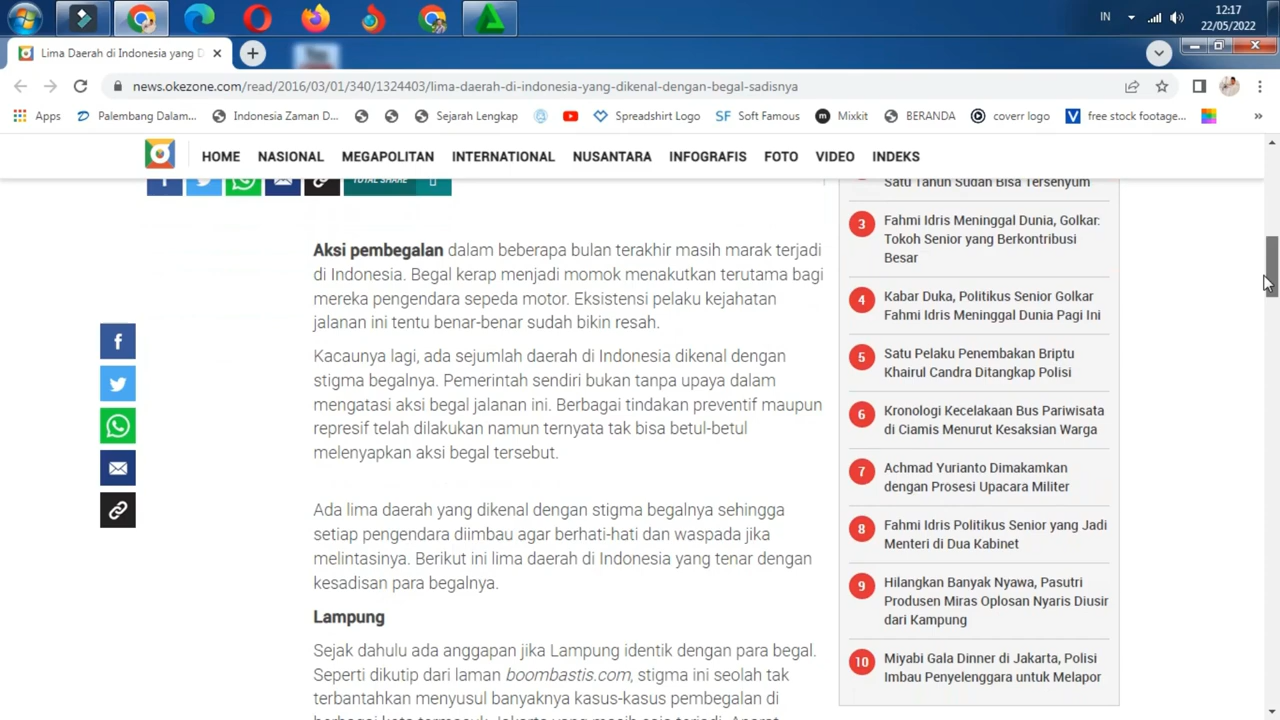 IN
12:17
22/05/2022
Lima Daerah di Indonesia yang D
news.okezone.com/read/2016/03/01/340/1324403/lima-daerah-di-indonesia-yang-dikenal-dengan-begal-sadisnya
Apps
Palembang Dalam...
Indonesia Zaman D...
Sejarah Lengkap
Spreadshirt Logo
SF Soft Famous
m Mixkit
BERANDA
coverr logo
V free stock footage...
»
HOME
NASIONAL
MEGAPOLITAN
INTERNATIONAL
NUSANTARA
INFOGRAFIS
FOTO
VIDEO
INDEKS
TOTAL SHARE
Aksi pembegalan dalam beberapa bulan terakhir masih marak terjadi
di Indonesia. Begal kerap menjadi momok menakutkan terutama bagi
mereka pengendara sepeda motor. Eksistensi pelaku kejahatan
jalanan ini tentu benar-benar sudah bikin resah.
Kacaunya lagi, ada sejumlah daerah di Indonesia dikenal dengan
stigma begalnya. Pemerintah sendiri bukan tanpa upaya dalam
mengatasi aksi begal jalanan ini. Berbagai tindakan preventif maupun
represif telah dilakukan namun ternyata tak bisa betul-betul
melenyapkan aksi begal tersebut.
Ada lima daerah yang dikenal dengan stigma begalnya sehingga
setiap pengendara diimbau agar berhati-hati dan waspada jika
melintasinya. Berikut ini lima daerah di Indonesia yang tenar dengan
kesadisan para begalnya.
Lampung
Sejak dahulu ada anggapan jika Lampung identik dengan para begal.
Seperti dikutip dari laman boombastis.com, stigma ini seolah tak
terbantahkan menyusul banyaknya kasus-kasus pembegalan di
berbagai kota termasuk Jakarta yang masih saja terjadi. Aparat
Satu Tahun Sudah Bisa Tersenyum
3
Fahmi Idris Meninggal Dunia, Golkar:
Tokoh Senior yang Berkontribusi
Besar
4
Kabar Duka, Politikus Senior Golkar
Fahmi Idris Meninggal Dunia Pagi Ini
5
Satu Pelaku Penembakan Briptu
Khairul Candra Ditangkap Polisi
6
Kronologi Kecelakaan Bus Pariwisata
di Ciamis Menurut Kesaksian Warga
7
Achmad Yurianto Dimakamkan
dengan Prosesi Upacara Militer
8
Fahmi Idris Politikus Senior yang Jadi
Menteri di Dua Kabinet
9
Hilangkan Banyak Nyawa, Pasutri
Produsen Miras Oplosan Nyaris Diusir
dari Kampung
10
Miyabi Gala Dinner di Jakarta, Polisi
Imbau Penyelenggara untuk Melapor